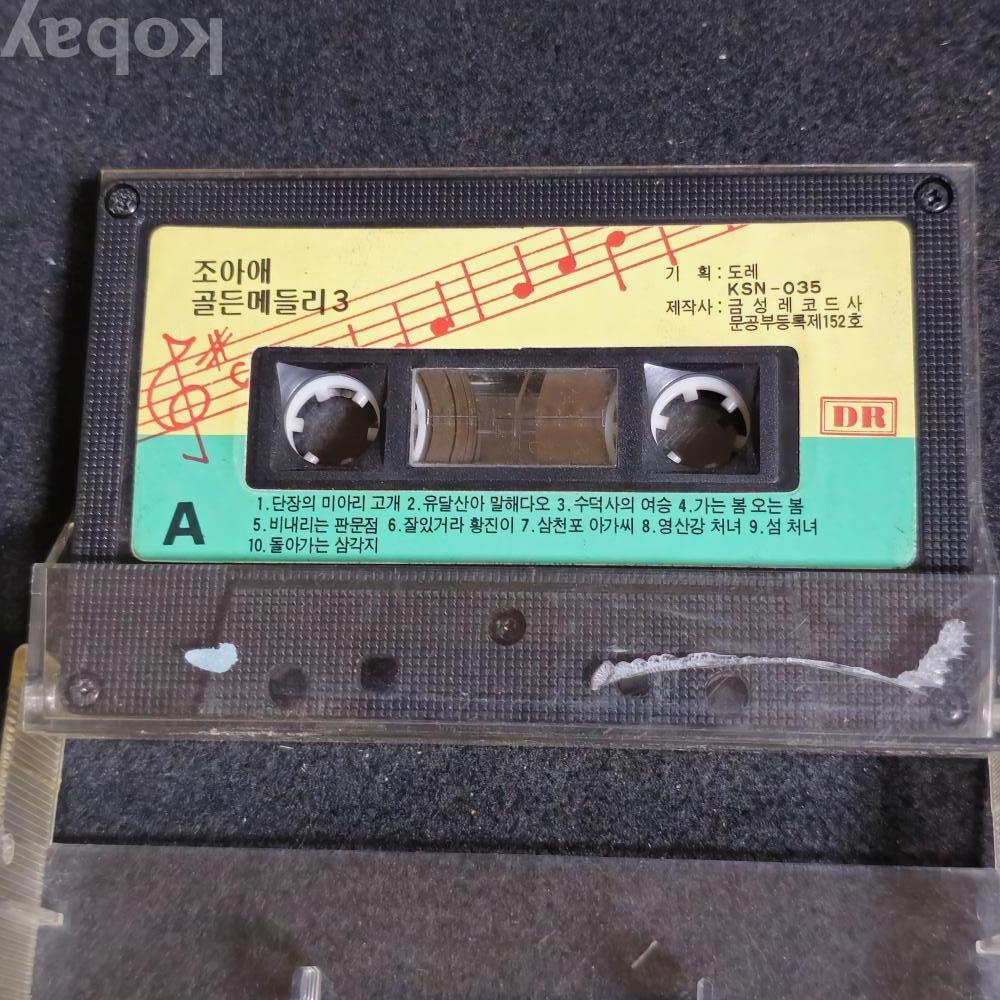 kobay
조아애
골든메들리 3
기 획 : 도레
KSN-035
제작사 : 금성레코드사
문공부등록제152호
DR
A
1. 단장의 미아리 고개 2. 유달산아 말해다오 3. 수덕사의 여승 4. 가는 봄 오는 봄
5. 비내리는 판문점 6. 잘있거라 황진이 7. 삼천포 아가씨 8. 영산강 처녀 9. 섬 처녀
10. 돌아가는 삼각지